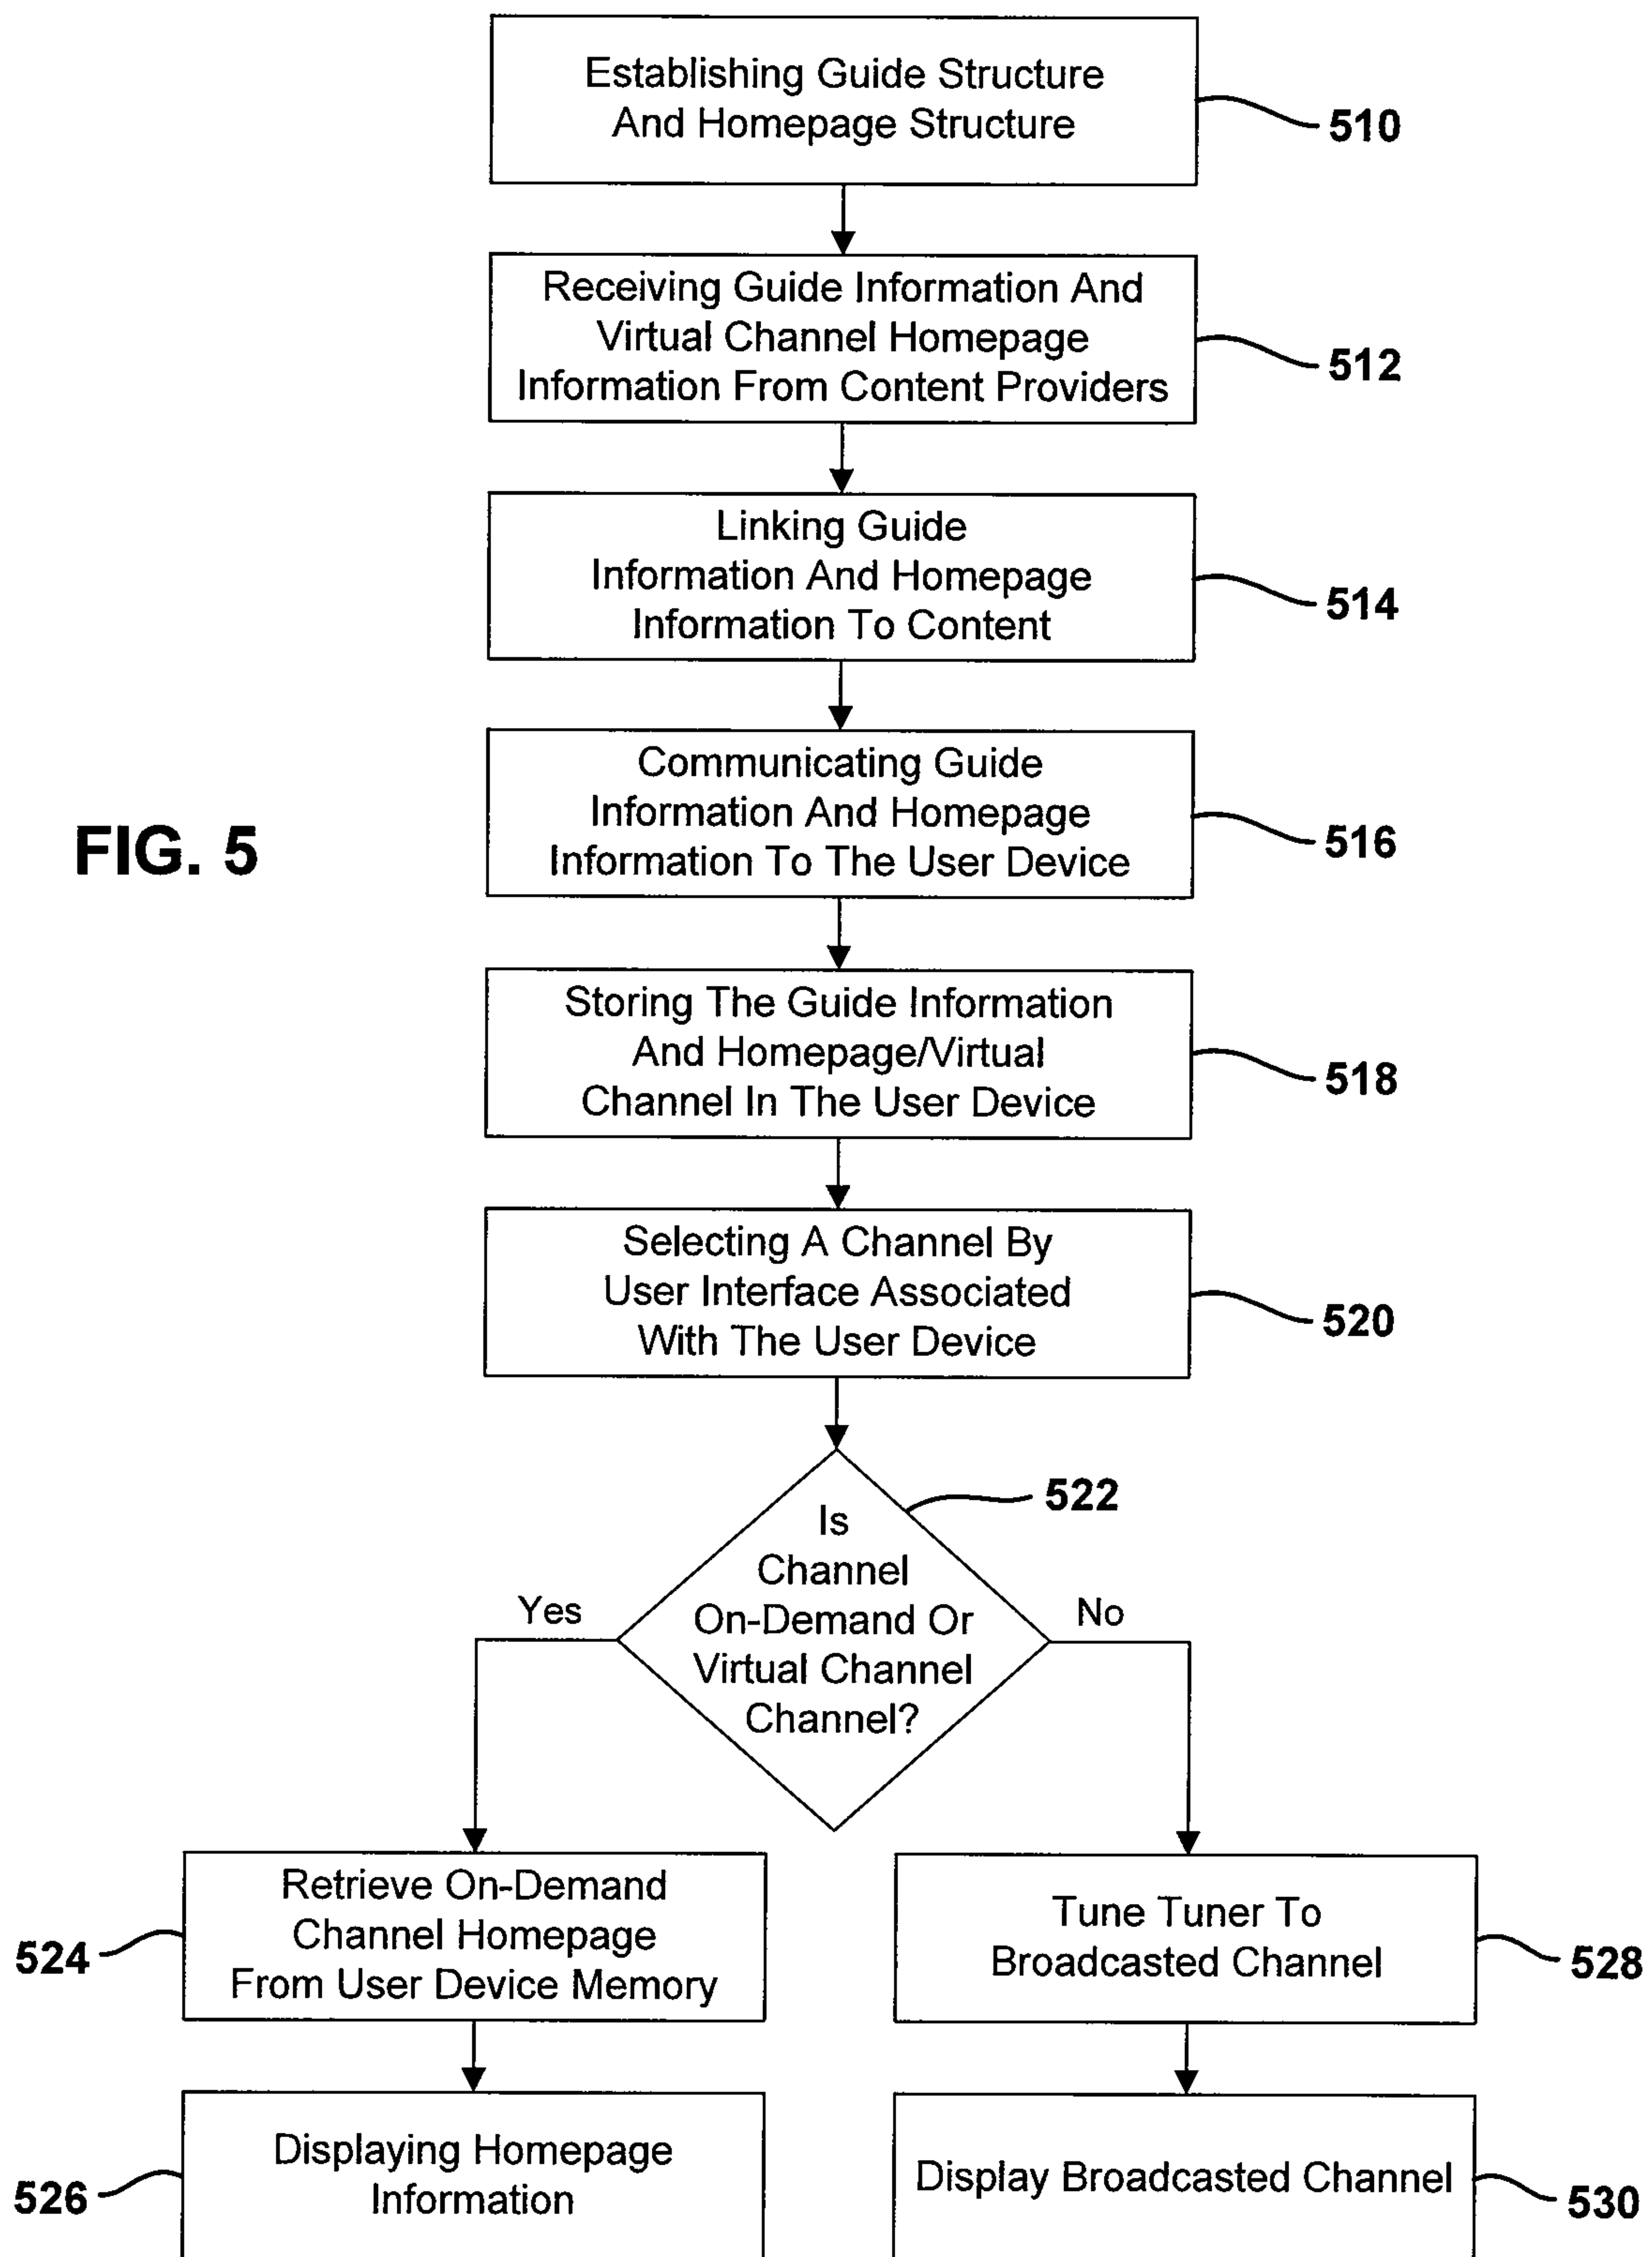 Establishing Guide Structure
And Homepage Structure
510
Receiving Guide Information And
Virtual Channel Homepage
Information From Content Providers
512
Linking Guide
Information And Homepage
Information To Content
514
Communicating Guide
Information And Homepage
Information To The User Device
516
FIG. 5
Storing The Guide Information
And Homepage/Virtual
Channel In The User Device
518
Selecting A Channel By
User Interface Associated
With The User Device
520
522
Is
Channel
On-Demand Or
Virtual Channel
Channel?
Yes
No
Retrieve On-Demand
Channel Homepage
From User Device Memory
524
Tune Tuner To
Broadcasted Channel
528
Displaying Homepage
Information
526
Display Broadcasted Channel
530